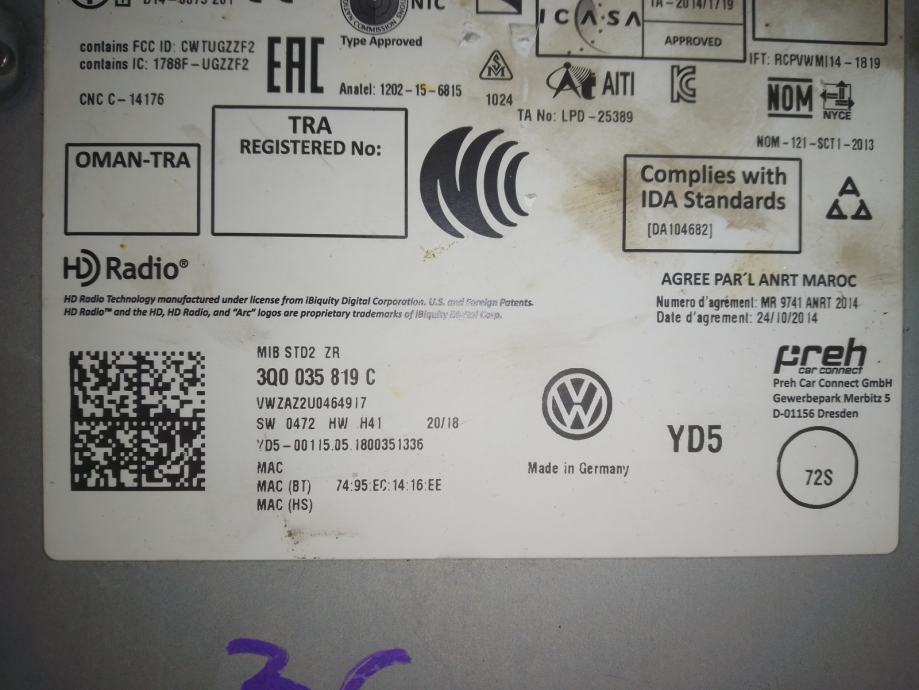 NTC
Type Approved
ICASA
TA - 2014/1719
APPROVED
contains FCC ID: CWTUGZZF2
contains IC: 1788F-UGZZF2
EAC
Anatel: 1202-15-6815
1024
AITI
TA No: LPD-25389
IFT: RCPVWMI14-1819
NOM
NYCE
CNC C-14176
NOM-121-SCT1-2013
OMAN-TRA
TRA
REGISTERED No:
Complies with
IDA Standards
[DA104682]
HD Radio®
HD Radio Technology manufactured under license from iBiquity Digital Corporation. U.S. and Foreign Patents.
HD Radio™ and the HD, HD Radio, and "Arc" logos are proprietary trademarks of iBiquity Digital Corp.
AGREE PAR´L ANRT MAROC
Numero d'agrément: MR 9741 ANRT 2014
Date d'agrement: 24/10/2014
MIB STD2 ZR
3Q0 035 819 C
VWZAZ2U0464917
SW 0472 HW H41 20/18
YD5-00115.05.1800351336
MAC
MAC (BT) 74:95:EC:14:16:EE
MAC (HS)
Made in Germany
YD5
preh
car connect
Preh Car Connect GmbH
Gewerbepark Merbitz 5
D-01156 Dresden
72S